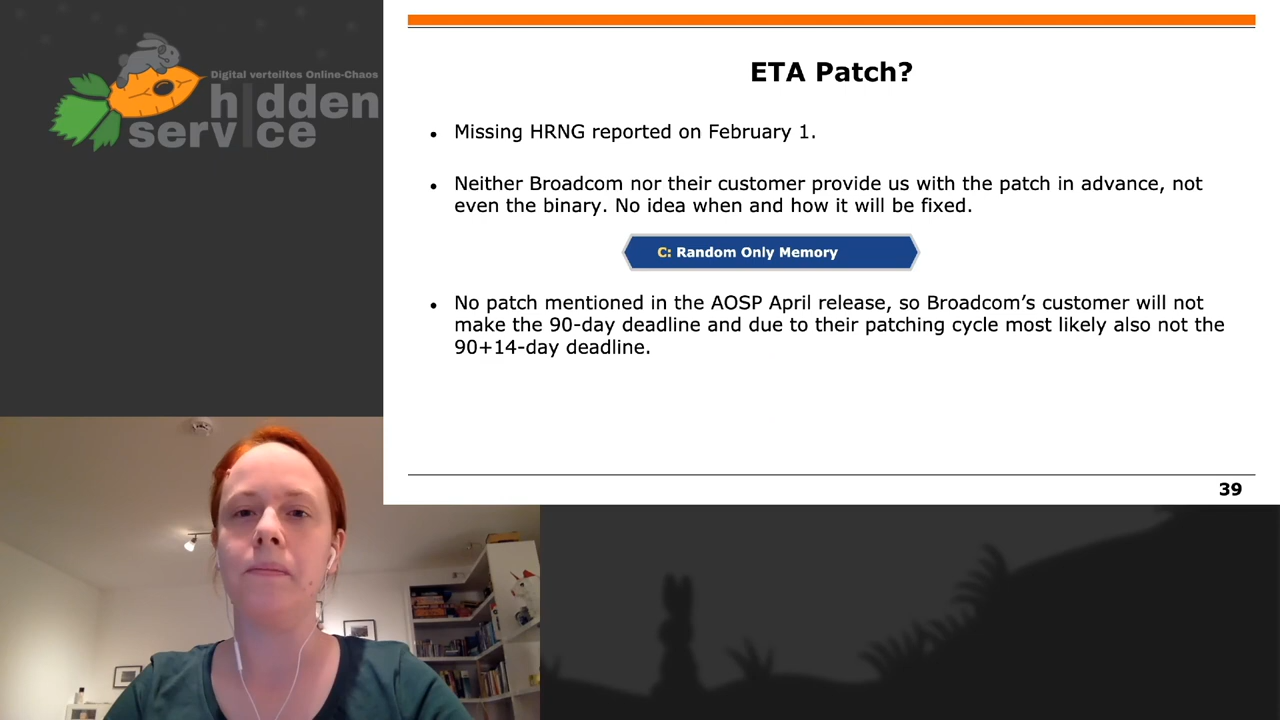 Digital verteiltes Online-Chaos
h|dden
serv|ce
ETA Patch?
• Missing HRNG reported on February 1.
• Neither Broadcom nor their customer provide us with the patch in advance, not
even the binary. No idea when and how it will be fixed.
C: Random Only Memory
• No patch mentioned in the AOSP April release, so Broadcom’s customer will not
make the 90-day deadline and due to their patching cycle most likely also not the
90+14-day deadline.
39